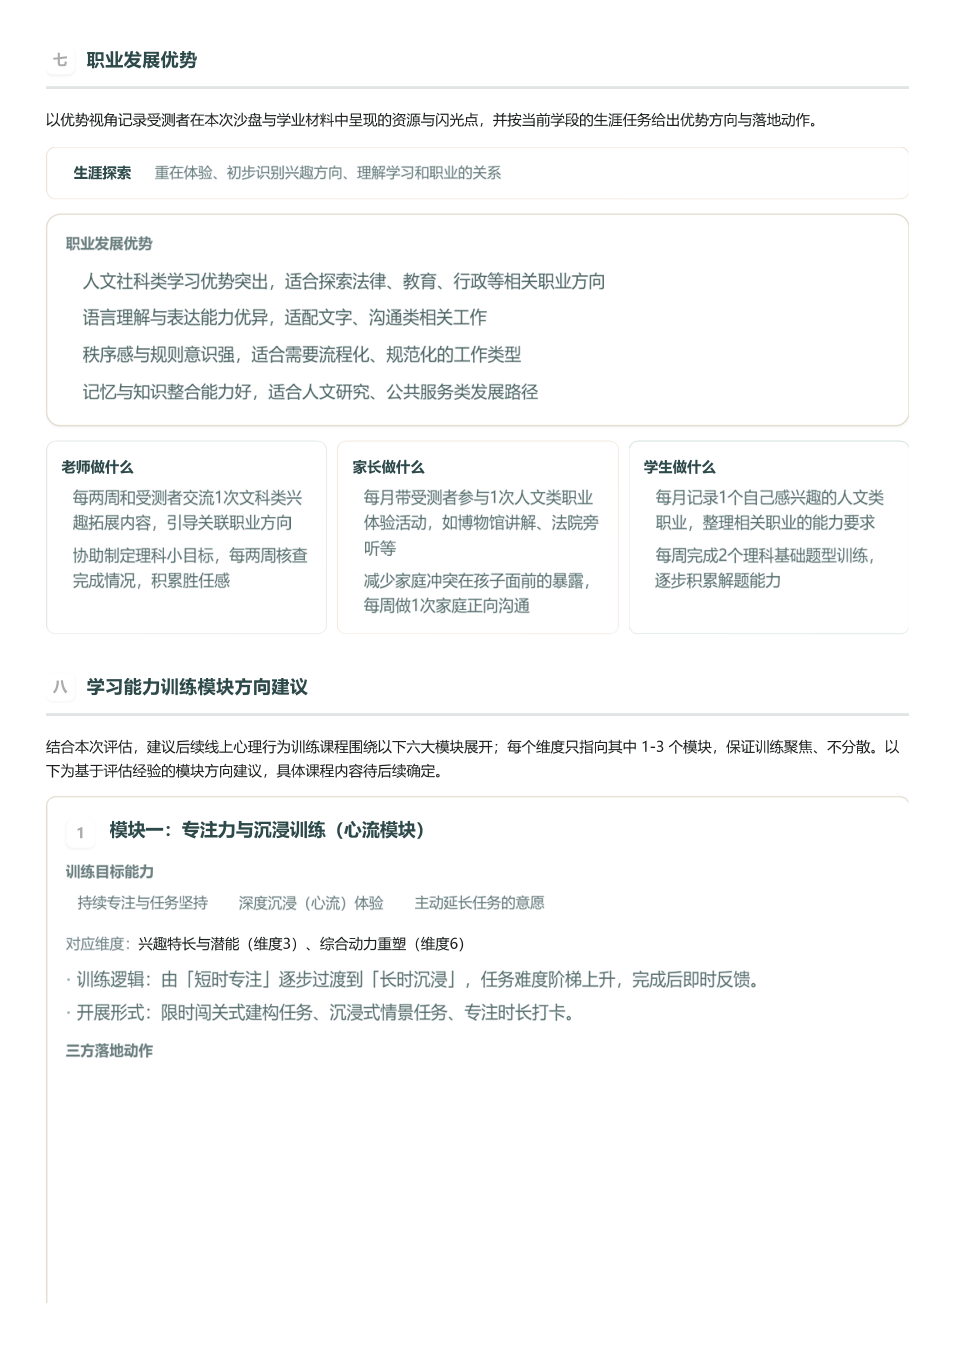 七 职业发展优势
以优势视角记录受测者在本次沙盘与学业材料中呈现的资源与闪光点，并按当前学段的生涯任务给出优势方向与落地动作。
生涯探索 重在体验、初步识别兴趣方向、理解学习和职业的关系
职业发展优势
人文社科类学习优势突出，适合探索法律、教育、行政等相关职业方向
语言理解与表达能力优异，适配文字、沟通类相关工作
秩序感与规则意识强，适合需要流程化、规范化的工作类型
记忆与知识整合能力好，适合人文研究、公共服务类发展路径
老师做什么
每两周和受测者交流1次文科类兴
趣拓展内容，引导关联职业方向
协助制定理科小目标，每两周核查
完成情况，积累胜任感
家长做什么
每月带受测者参与1次人文类职业
体验活动，如博物馆讲解、法院旁
听等
减少家庭冲突在孩子面前的暴露，
每周做1次家庭正向沟通
学生做什么
每月记录1个自己感兴趣的人文类
职业，整理相关职业的能力要求
每周完成2个理科基础题型训练，
逐步积累解题能力
八 学习能力训练模块方向建议
结合本次评估，建议后续线上心理行为训练课程围绕以下六大模块展开；每个维度只指向其中 1-3 个模块，保证训练聚焦、不分散。以
下为基于评估经验的模块方向建议，具体课程内容待后续确定。
1 模块一：专注力与沉浸训练（心流模块）
训练目标能力
持续专注与任务坚持 深度沉浸（心流）体验 主动延长任务的意愿
对应维度：兴趣特长与潜能（维度3）、综合动力重塑（维度6）
· 训练逻辑：由「短时专注」逐步过渡到「长时沉浸」，任务难度阶梯上升，完成后即时反馈。
· 开展形式：限时闯关式建构任务、沉浸式情景任务、专注时长打卡。
三方落地动作